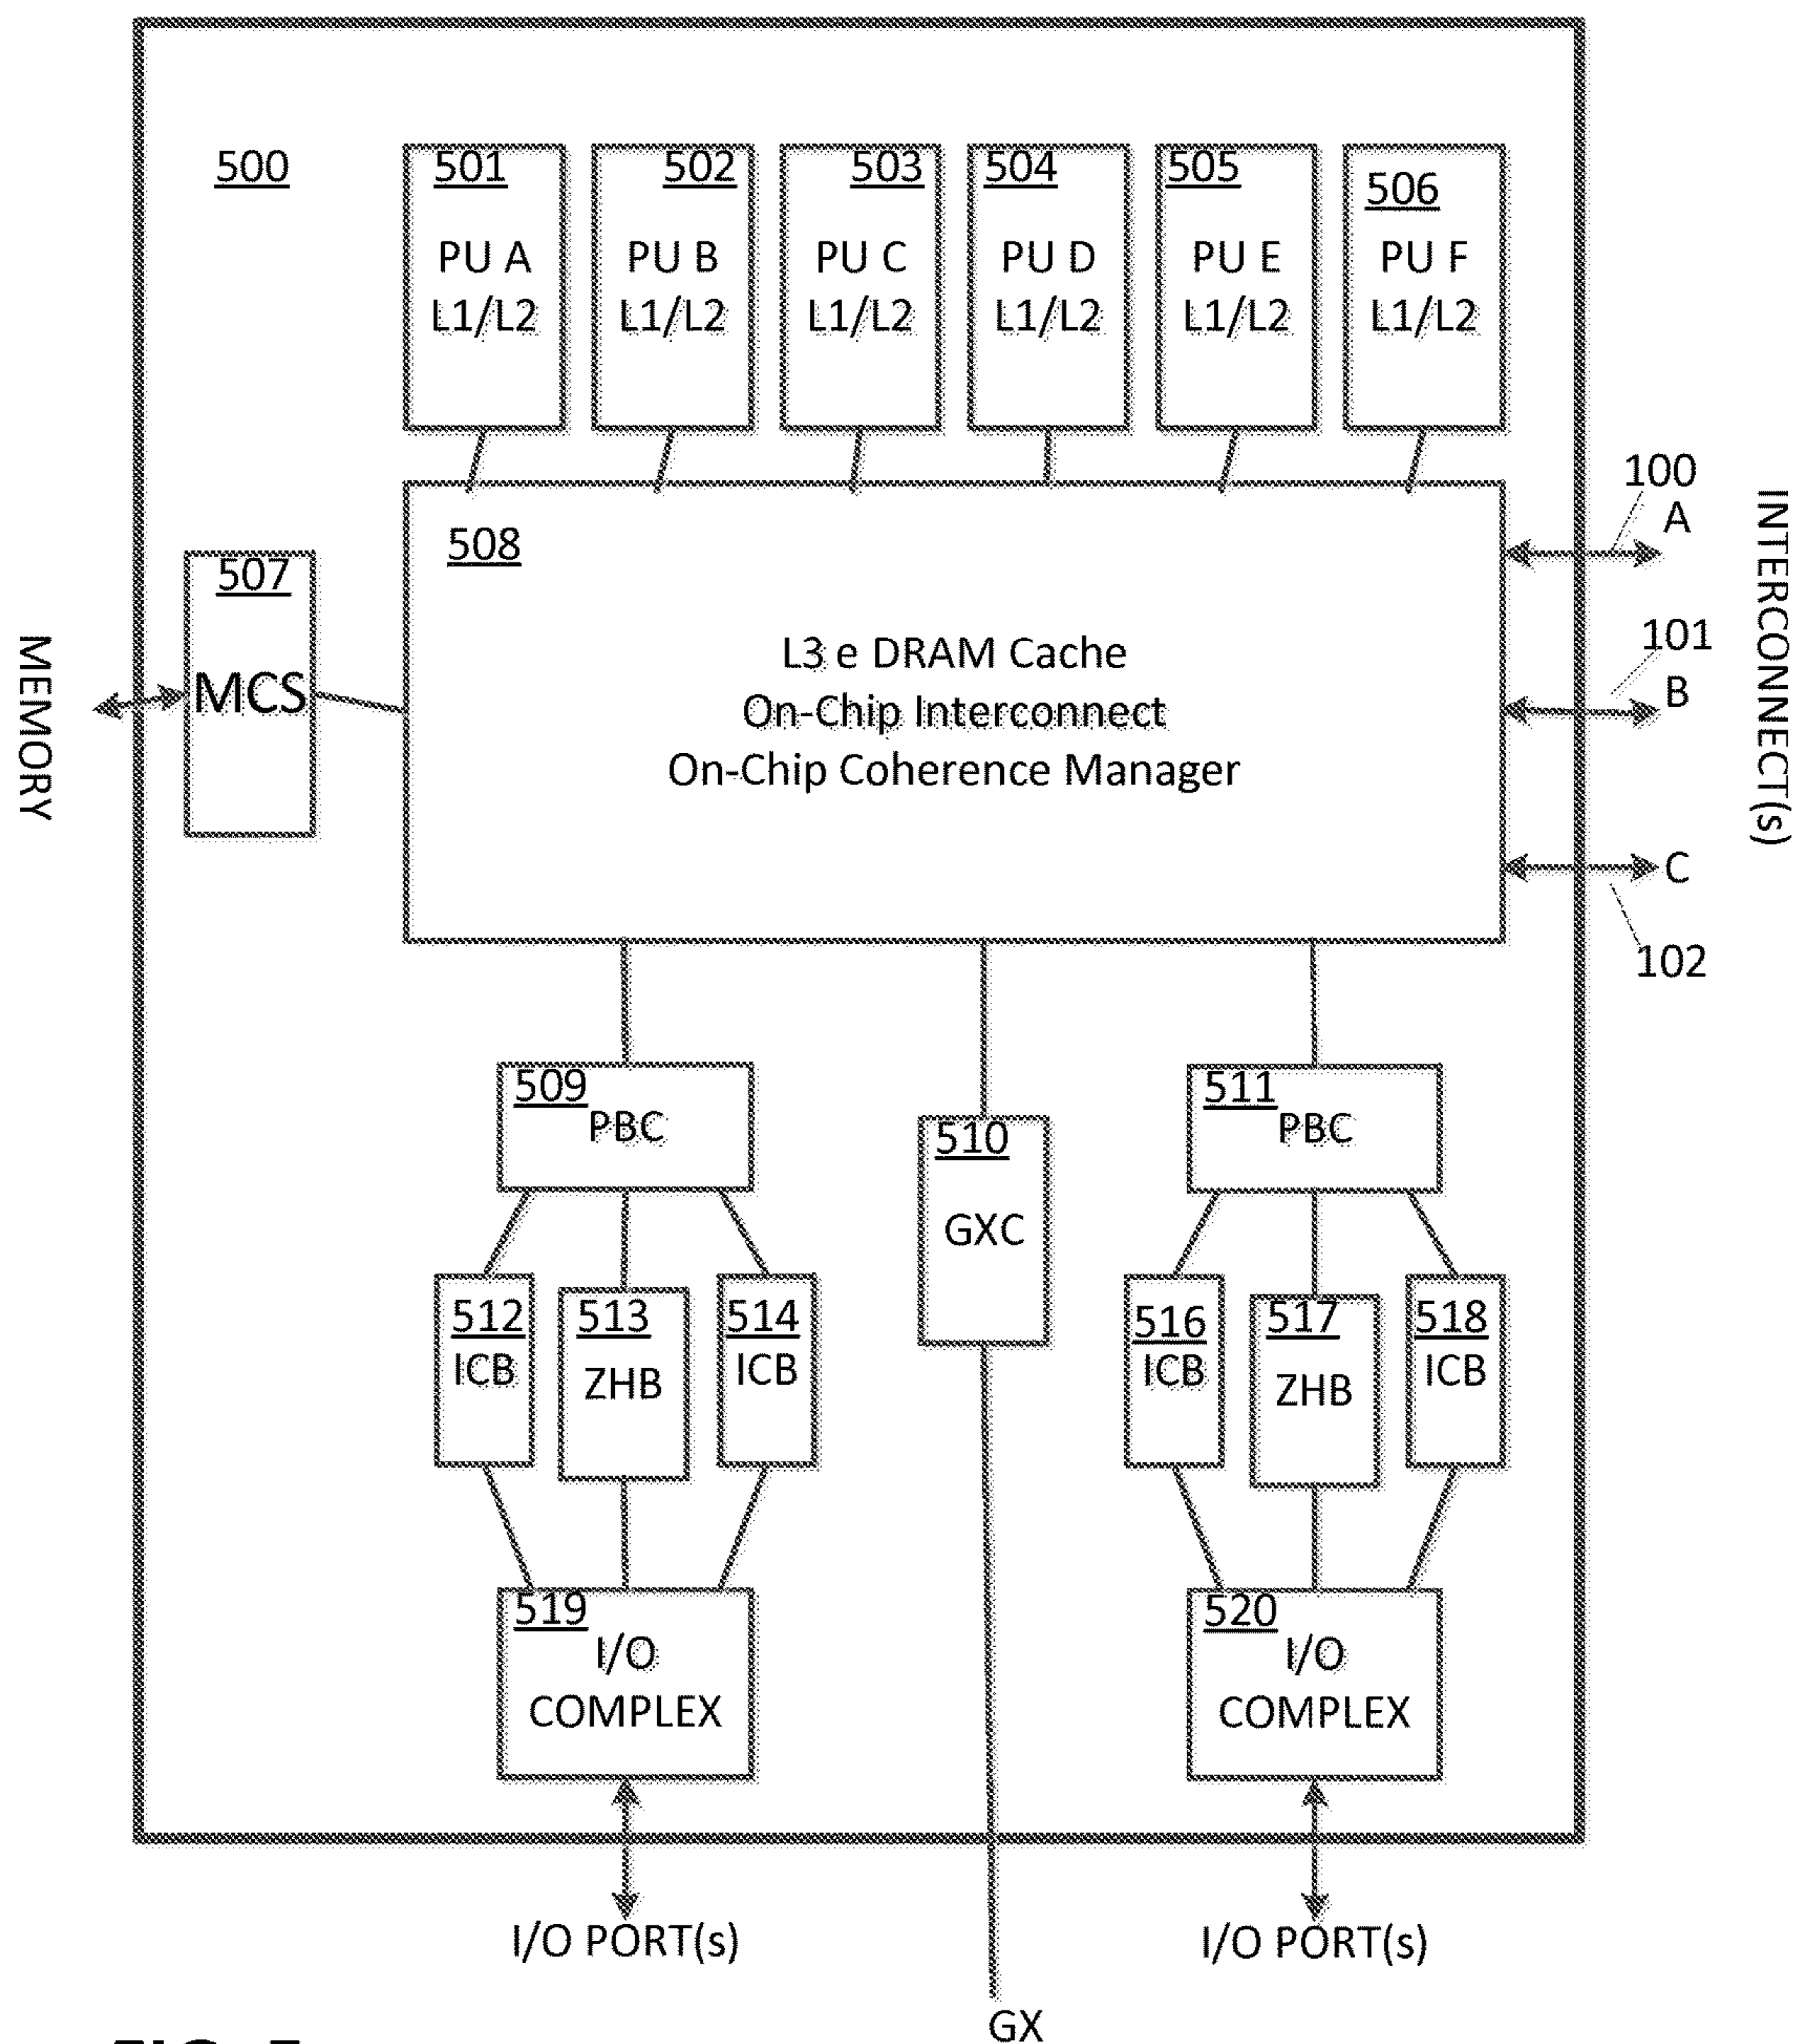 500
501
PU A
L1/L2
502
PU B
L1/L2
503
PU C
L1/L2
504
PU D
L1/L2
505
PU E
L1/L2
506
PU F
L1/L2
507
MCS
MEMORY
508
L3 e DRAM Cache
On-Chip Interconnect
On-Chip Coherence Manager
100
A
101
B
C
102
INTERCONNECT(s)
509
PBC
510
GXC
511
PBC
512
ICB
513
ZHB
514
ICB
516
ICB
517
ZHB
518
ICB
519
I/O
COMPLEX
520
I/O
COMPLEX
I/O PORT(s)
I/O PORT(s)
GX